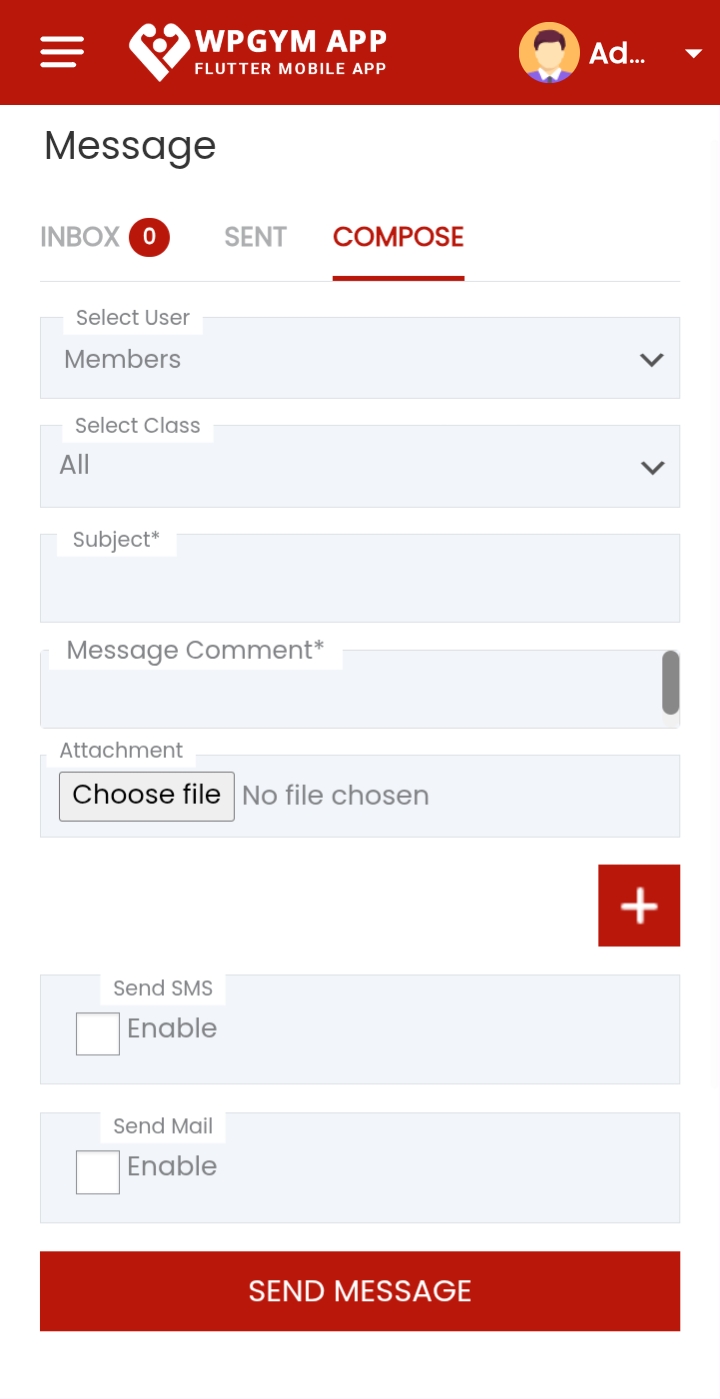 WPGYM APP
FLUTTER MOBILE APP
Ad...
Message
INBOX 0 SENT COMPOSE
Select User
Members
Select Class
All
Subject*
Message Comment*
Attachment
Choose file No file chosen
Send SMS
Enable
Send Mail
Enable
SEND MESSAGE